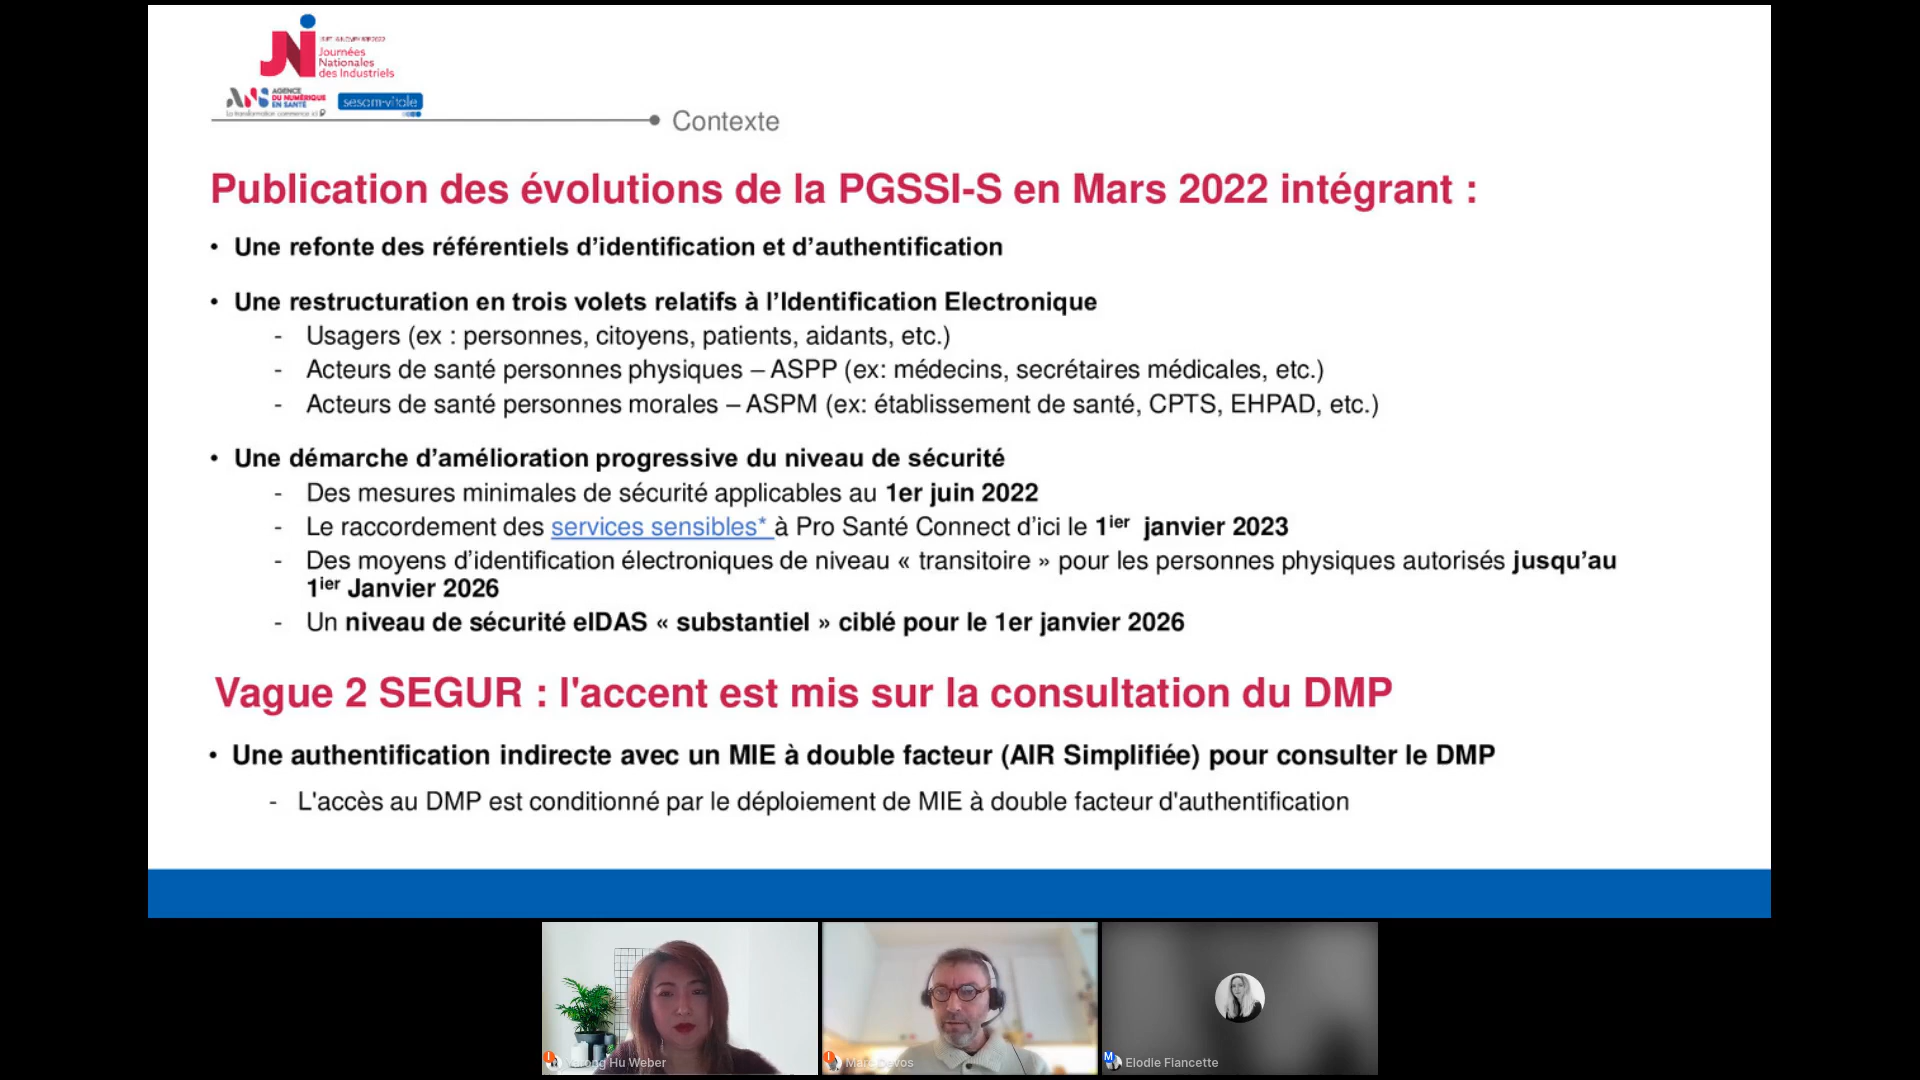 Journées
Nationales
des Industriels
AGENCE
DU NUMÉRIQUE
EN SANTÉ
sesam-vitale
La transformation commence ici
Contexte
Publication des évolutions de la PGSSI-S en Mars 2022 intégrant :
• Une refonte des référentiels d’identification et d’authentification
• Une restructuration en trois volets relatifs à l’Identification Electronique
- Usagers (ex : personnes, citoyens, patients, aidants, etc.)
- Acteurs de santé personnes physiques – ASPP (ex: médecins, secrétaires médicales, etc.)
- Acteurs de santé personnes morales – ASPM (ex: établissement de santé, CPTS, EHPAD, etc.)
• Une démarche d’amélioration progressive du niveau de sécurité
- Des mesures minimales de sécurité applicables au 1er juin 2022
- Le raccordement des services sensibles* à Pro Santé Connect d’ici le 1ier janvier 2023
- Des moyens d’identification électroniques de niveau « transitoire » pour les personnes physiques autorisés jusqu’au
1ier Janvier 2026
- Un niveau de sécurité eIDAS « substantiel » ciblé pour le 1er janvier 2026
Vague 2 SEGUR : l'accent est mis sur la consultation du DMP
• Une authentification indirecte avec un MIE à double facteur (AIR Simplifiée) pour consulter le DMP
- L'accès au DMP est conditionné par le déploiement de MIE à double facteur d'authentification
Hu Weber
Elodie Flancette